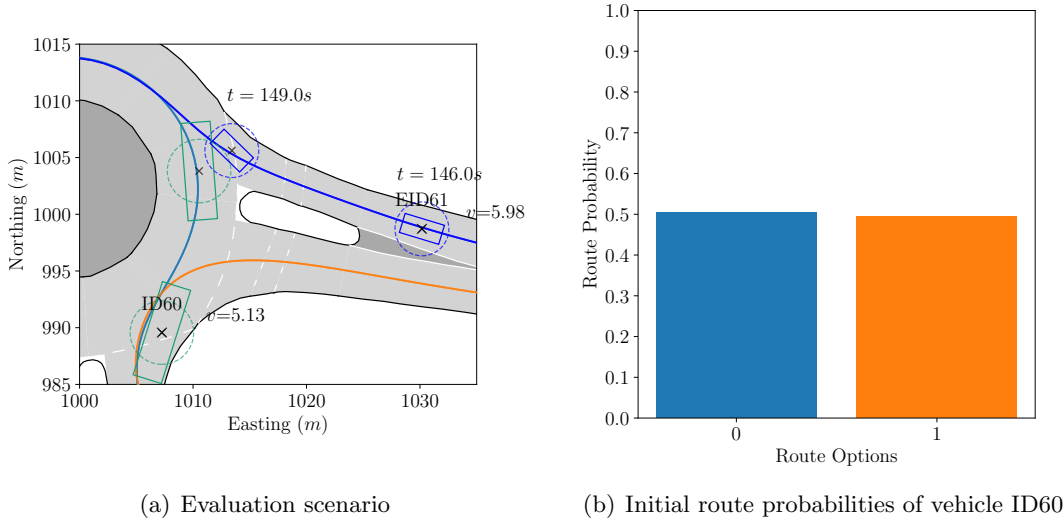 1015
1010
1005
1000
995
990
985
Northing (m)
1000
1010
1020
1030
Easting (m)
t = 149.0s
t = 146.0s
EID61
v=5.98
ID60
v=5.13
(a) Evaluation scenario
1.0
0.9
0.8
0.7
0.6
0.5
0.4
0.3
0.2
0.1
0.0
Route Probability
0
1
Route Options
(b) Initial route probabilities of vehicle ID60